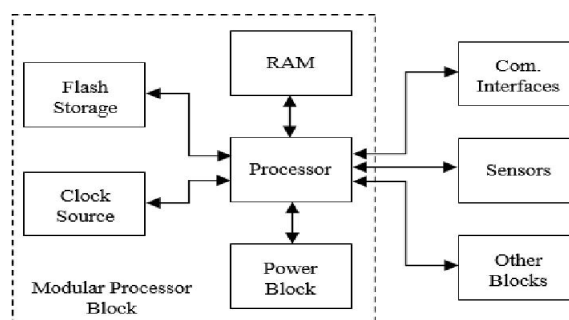 RAM
Flash
Storage
Com.
Interfaces
Processor
Sensors
Clock
Source
Power
Block
Other
Blocks
Modular Processor
Block